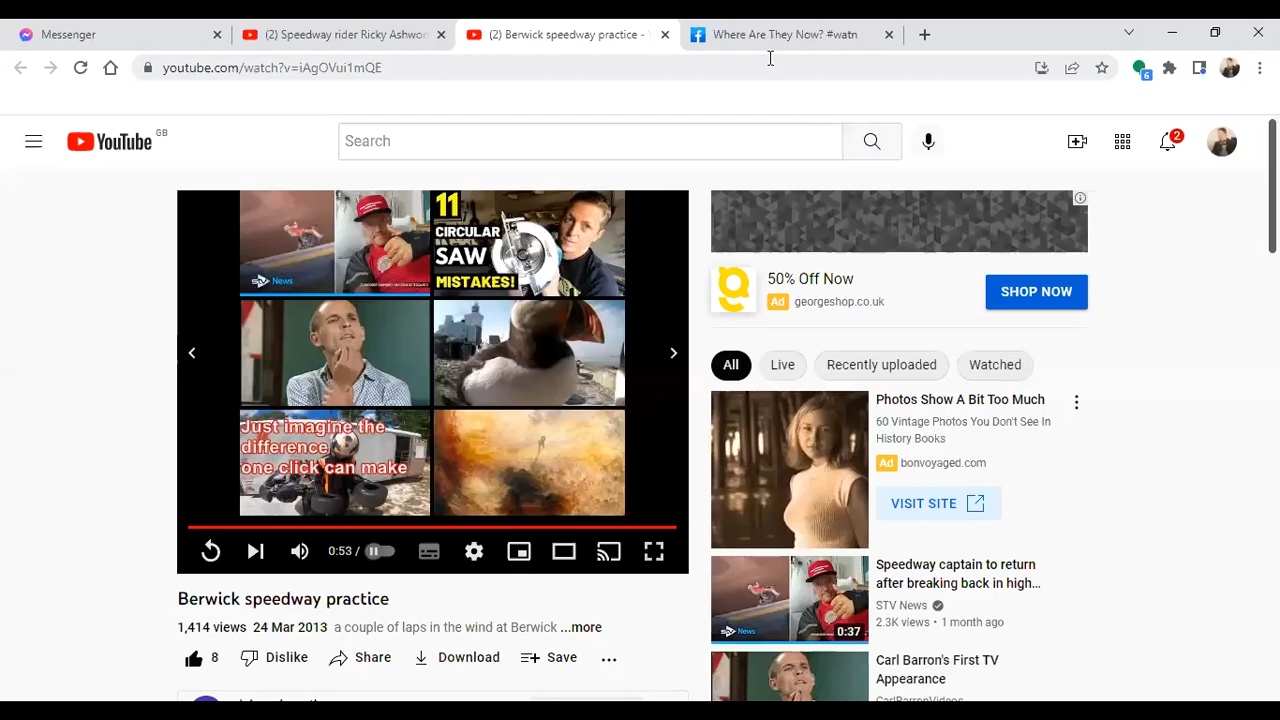 Messenger
(2) Speedway rider Ricky Ashwor
(2) Berwick speedway practice -
Where Are They Now? #watn
youtube.com/watch?v=iAgOVui1mQE
6
YouTube GB
Search
2
News
11
CIRCULAR
SAW
MISTAKES!
Just imagine the
difference
one click can make
0:53 /
Berwick speedway practice
1,414 views 24 Mar 2013 a couple of laps in the wind at Berwick ...more
8 Dislike Share Download Save
50% Off Now
Ad georgeshop.co.uk
SHOP NOW
All Live Recently uploaded Watched
Photos Show A Bit Too Much
60 Vintage Photos You Don't See In
History Books
Ad bonvoyaged.com
VISIT SITE
News
0:37
Speedway captain to return
after breaking back in high...
STV News
2.3K views • 1 month ago
Carl Barron's First TV
Appearance